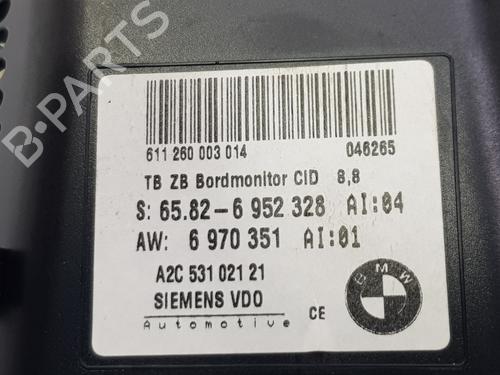 611 260 003 014 046265
TB ZB Bordmonitor CID 8,8
S: 65.82-6 952 328 AI:04
AW: 6 970 351 AI:01
A2C 531 021 21
SIEMENS VDO
Automotive CE
BMW
B-PARTS